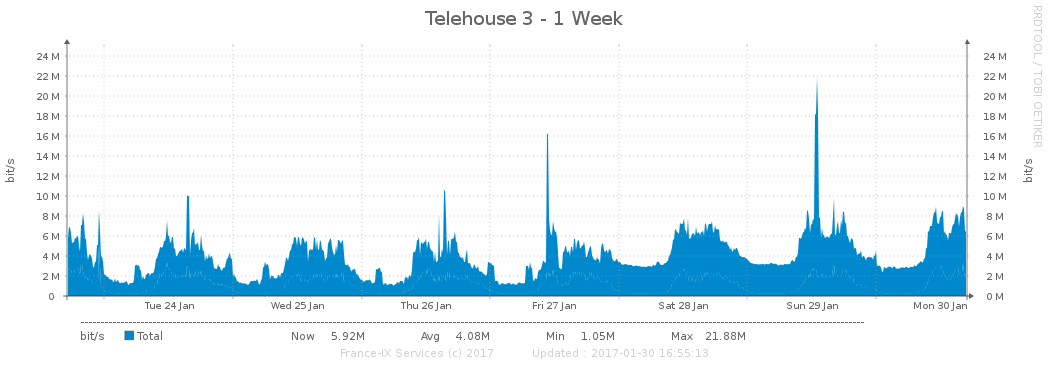 Telehouse 3 - 1 Week
RRDTOOL / TOBI OETIKER
bit/s
24 M 24 M
22 M 22 M
20 M 20 M
18 M 18 M
16 M 16 M
14 M 14 M
12 M 12 M
10 M 10 M
8 M 8 M
6 M 6 M
4 M 4 M
2 M 2 M
0 0 M
bit/s
Tue 24 Jan Wed 25 Jan Thu 26 Jan Fri 27 Jan Sat 28 Jan Sun 29 Jan Mon 30 Jan
bit/s Total Now 5.92M Avg 4.08M Min 1.05M Max 21.88M
France-IX Services (c) 2017 Updated : 2017-01-30 16:55:13